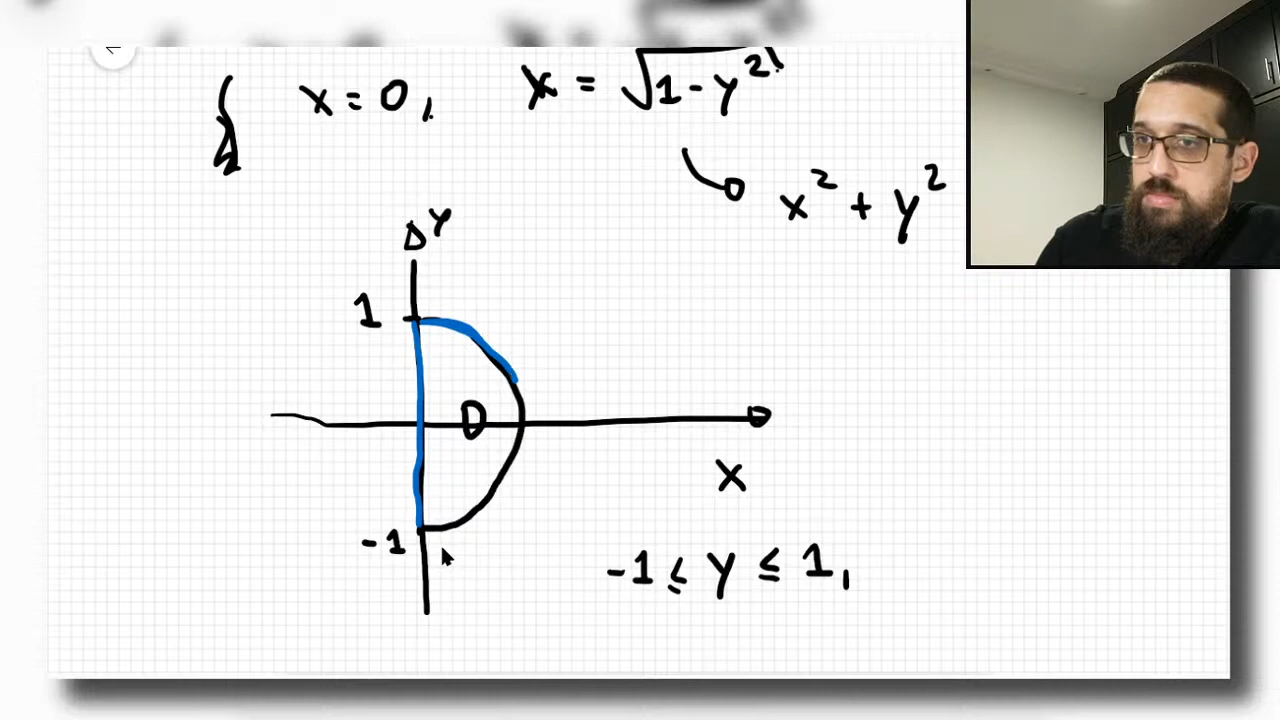 x = 0, x = √1 - y²
x² + y²
y
1
D
x
-1
-1 ≤ y ≤ 1,